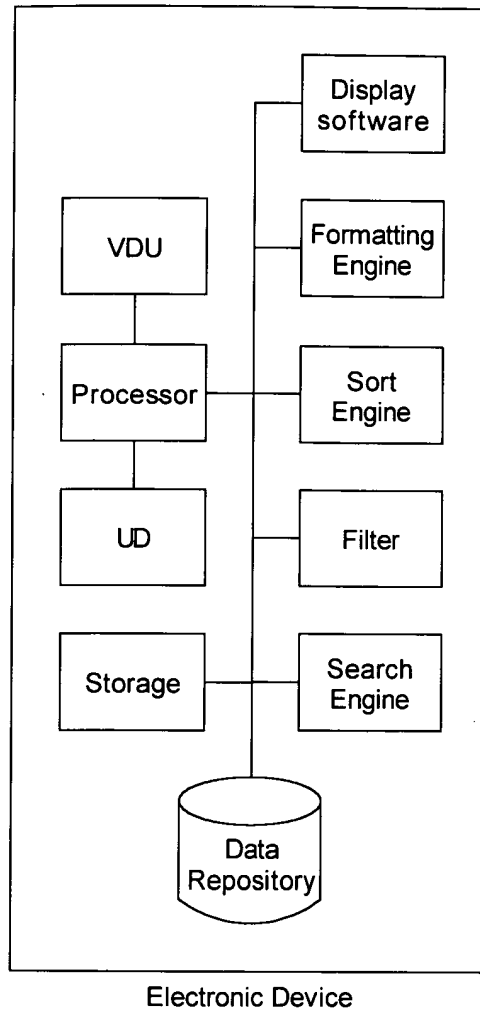 Display
software
VDU
Formatting
Engine
Processor
Sort
Engine
UD
Filter
Storage
Search
Engine
Data
Repository
Electronic Device